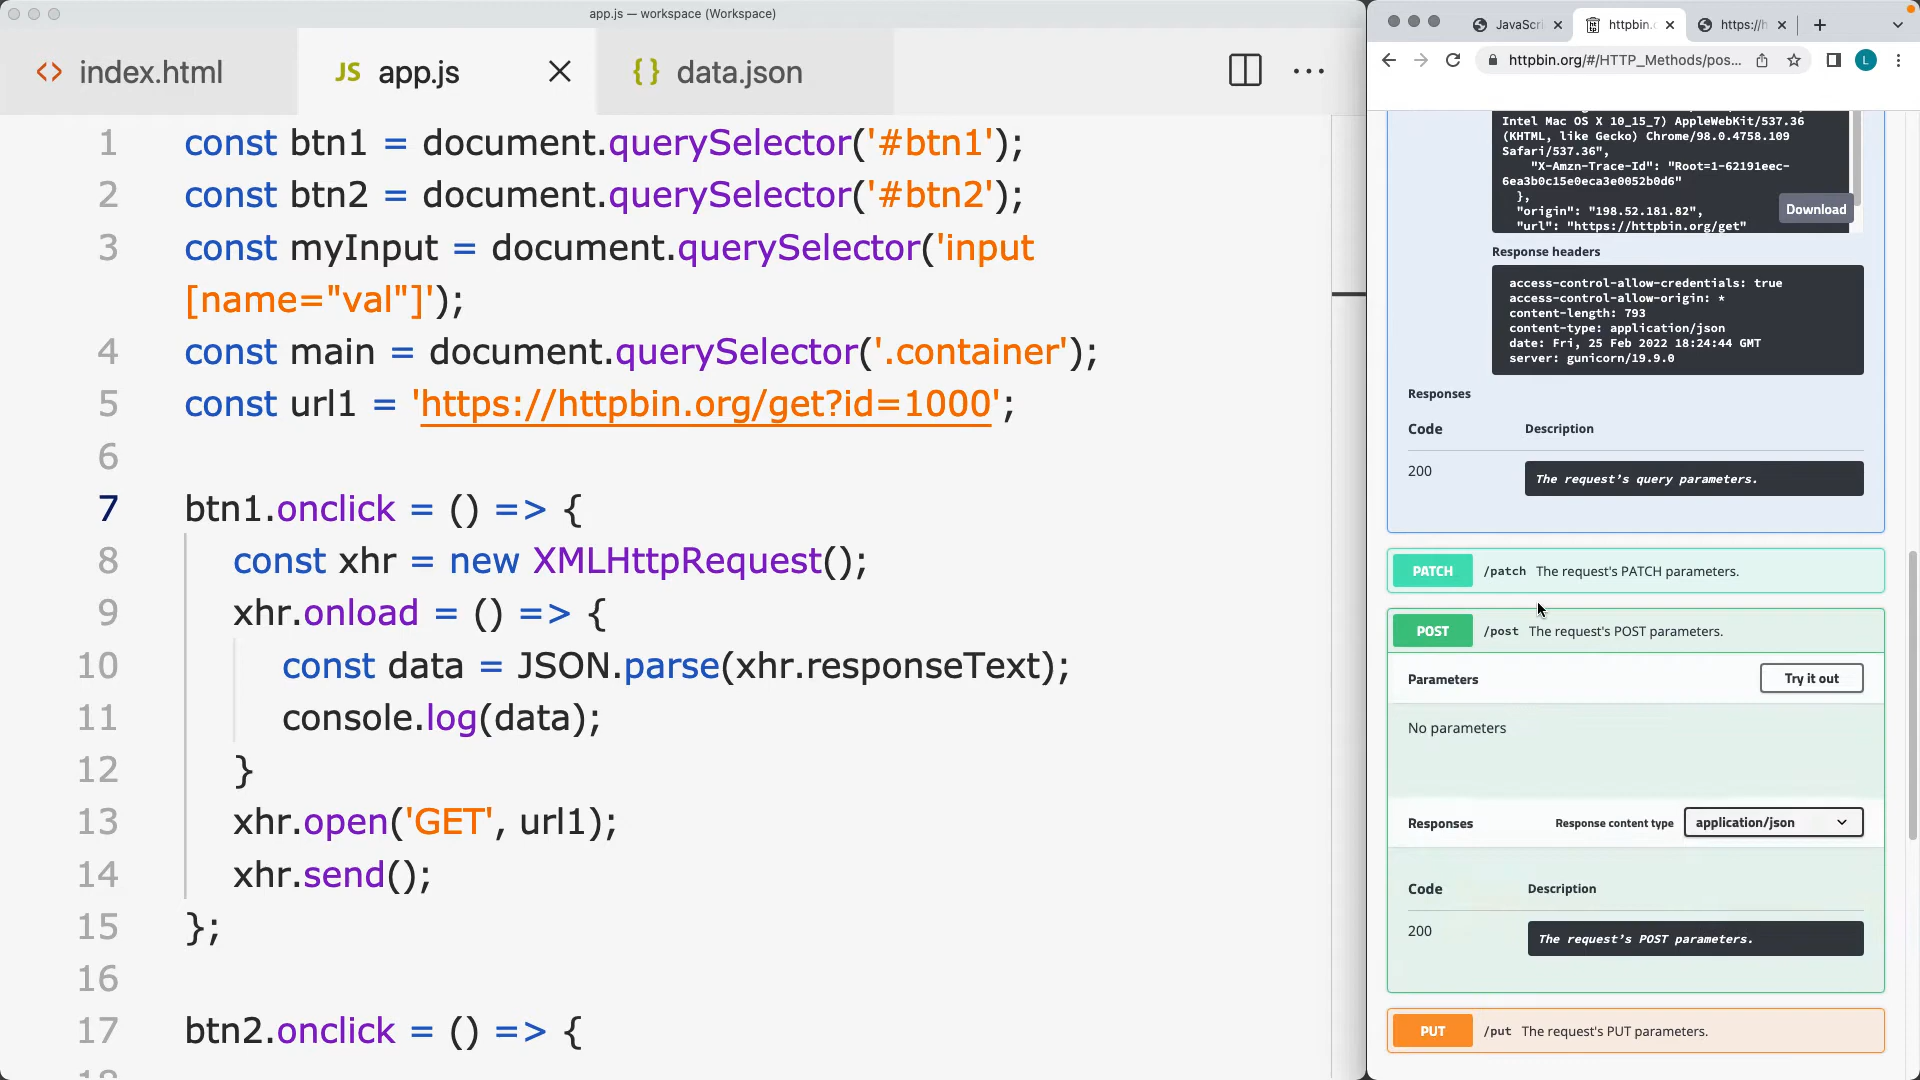 app.js — workspace (Workspace)
<> index.html
JS app.js
{} data.json
1 const btn1 = document.querySelector('#btn1');
2 const btn2 = document.querySelector('#btn2');
3 const myInput = document.querySelector('input
[name="val"]');
4 const main = document.querySelector('.container');
5 const url1 = 'https://httpbin.org/get?id=1000';
6
7 btn1.onclick = () => {
8 const xhr = new XMLHttpRequest();
9 xhr.onload = () => {
10 const data = JSON.parse(xhr.responseText);
11 console.log(data);
12 }
13 xhr.open('GET', url1);
14 xhr.send();
15 };
16
17 btn2.onclick = () => {
JavaScri
httpbin.
https://h
httpbin.org/#/HTTP_Methods/pos...
L
Intel Mac OS X 10_15_7) AppleWebKit/537.36
(KHTML, like Gecko) Chrome/98.0.4758.109
Safari/537.36",
"X-Amzn-Trace-Id": "Root=1-62191eec-
6ea3b0c15e0eca3e0052b0d6"
},
"origin": "198.52.181.82",
"url": "https://httpbin.org/get"
Download
Response headers
access-control-allow-credentials: true
access-control-allow-origin: *
content-length: 793
content-type: application/json
date: Fri, 25 Feb 2022 18:24:44 GMT
server: gunicorn/19.9.0
Responses
Code Description
200 The request's query parameters.
PATCH /patch The request's PATCH parameters.
POST /post The request's POST parameters.
Parameters Try it out
No parameters
Responses Response content type application/json
Code Description
200 The request's POST parameters.
PUT /put The request's PUT parameters.